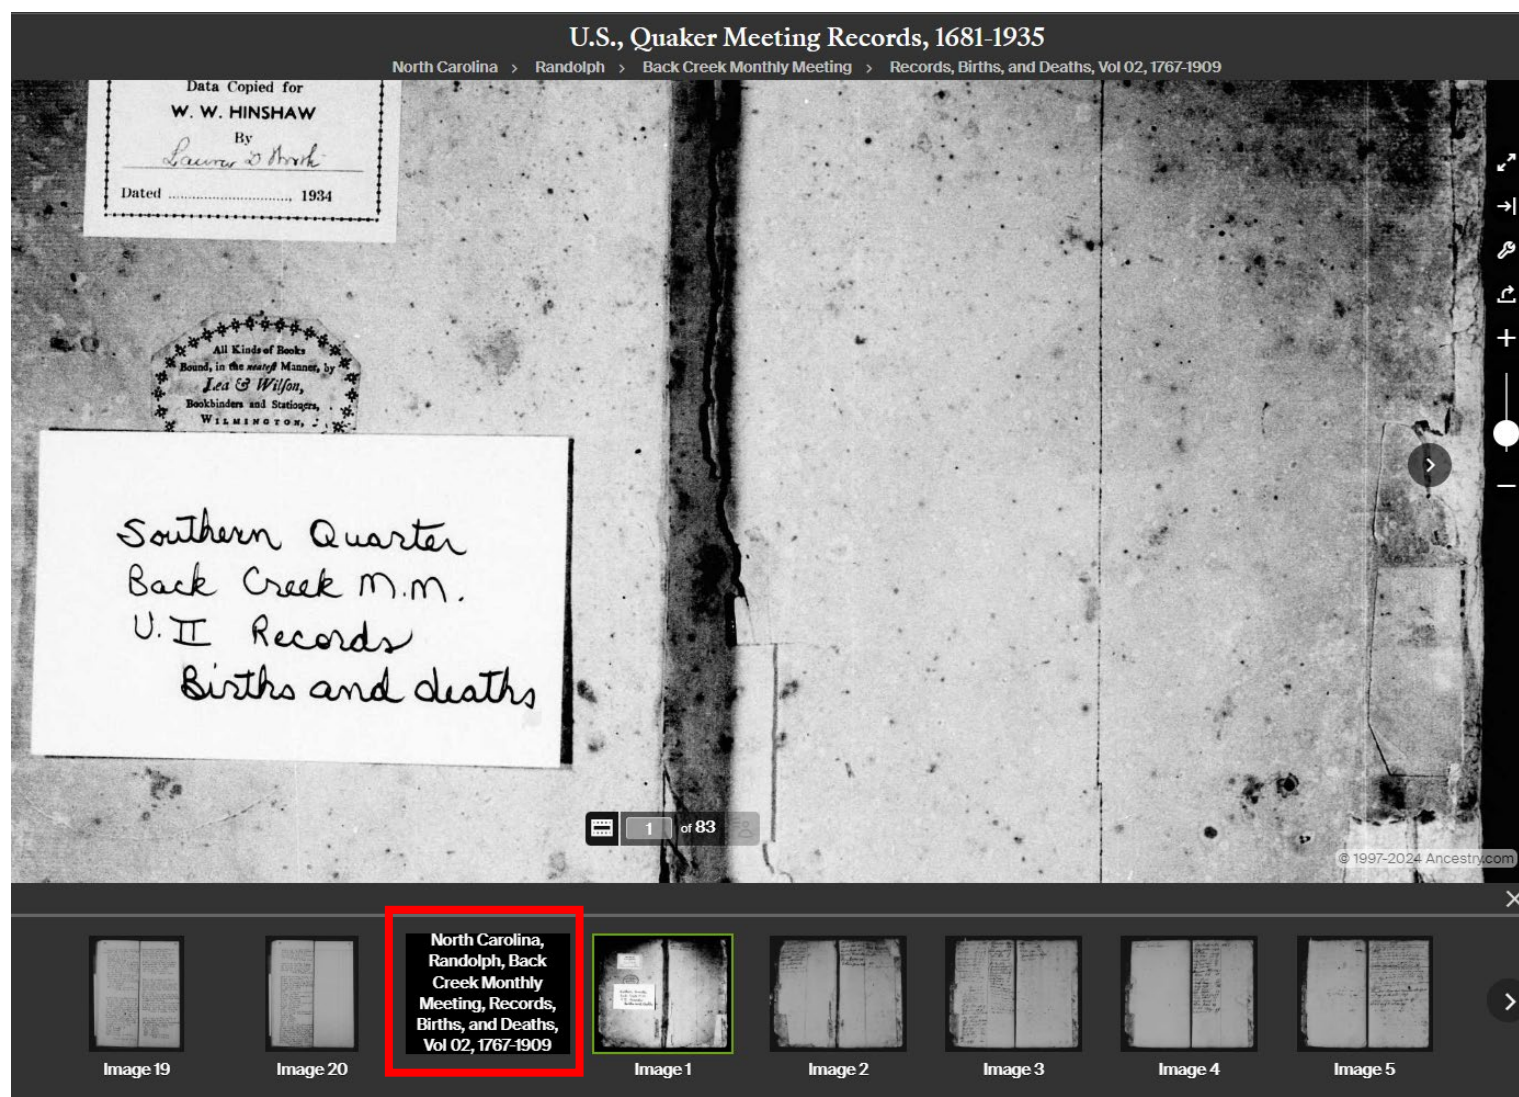 U.S., Quaker Meeting Records, 1681-1935
North Carolina > Randolph > Back Creek Monthly Meeting > Records, Births, and Deaths, Vol 02, 1767-1909
Data Copied for
W. W. HINSHAW
By
Dated ................................, 1934
All Kinds of Books
Bound, in the neatest Manner, by
Lea & Wilson,
Bookbinders and Stationers,
WILMINGTON,
Southern Quarter
Back Creek M.M.
V. II Records
Births and deaths
1 of 83
© 1997-2024 Ancestry.com
North Carolina,
Randolph, Back
Creek Monthly
Meeting, Records,
Births, and Deaths,
Vol 02, 1767-1909
Image 19
Image 20
Image 1
Image 2
Image 3
Image 4
Image 5